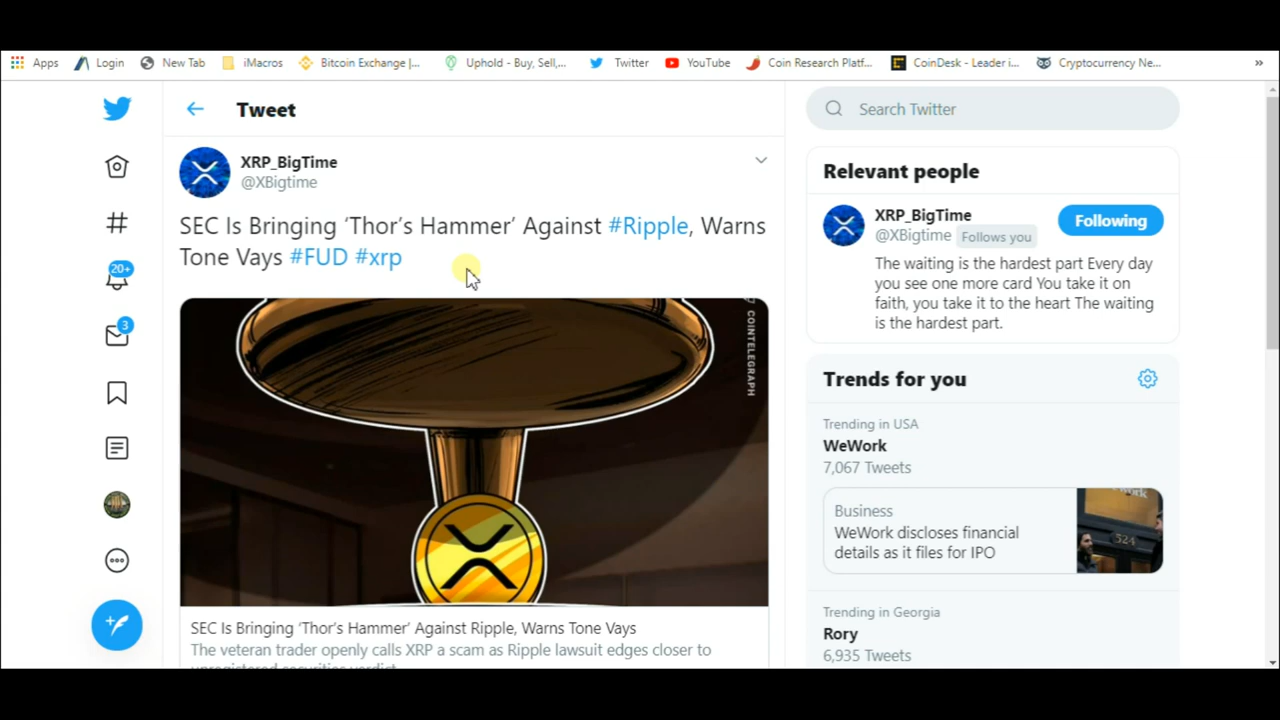 Apps Login New Tab iMacros Bitcoin Exchange |... Uphold - Buy, Sell,... Twitter YouTube Coin Research Platf... CoinDesk - Leader i... Cryptocurrency Ne... »
Tweet
Search Twitter
XRP_BigTime
@XBigtime
SEC Is Bringing ‘Thor’s Hammer’ Against #Ripple, Warns
Tone Vays #FUD #xrp
COINTELEGRAPH
SEC Is Bringing ‘Thor’s Hammer’ Against Ripple, Warns Tone Vays
The veteran trader openly calls XRP a scam as Ripple lawsuit edges closer to
unregistered securities verdict
20+
3
Relevant people
XRP_BigTime
@XBigtime Follows you
Following
The waiting is the hardest part Every day
you see one more card You take it on
faith, you take it to the heart The waiting
is the hardest part.
Trends for you
Trending in USA
WeWork
7,067 Tweets
Business
WeWork discloses financial
details as it files for IPO
524
Trending in Georgia
Rory
6,935 Tweets